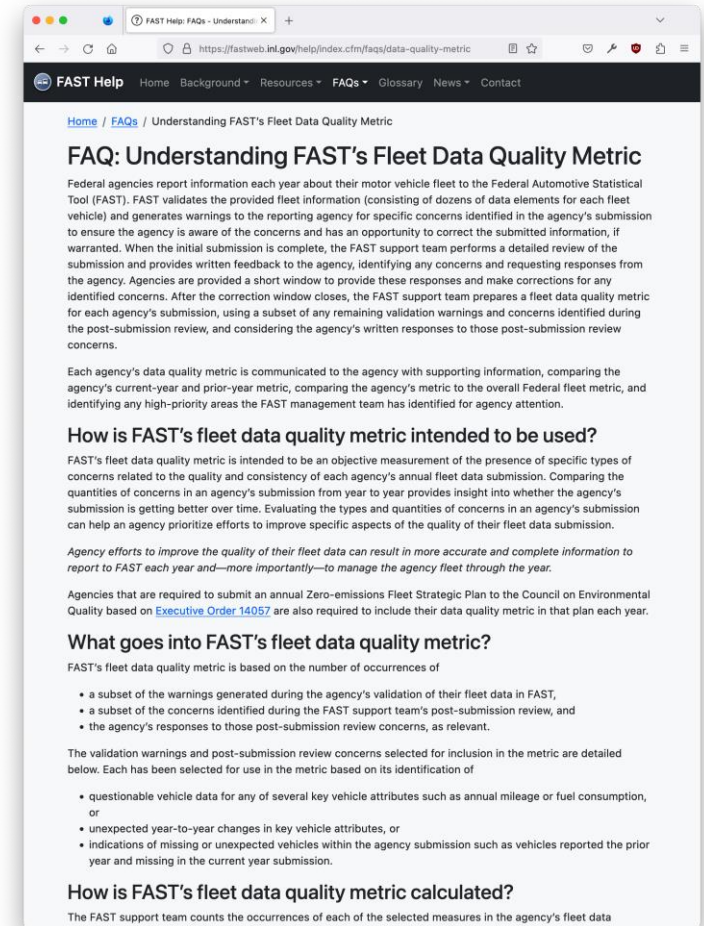 FAST Help: FAQs - Understandi
https://fastweb.inl.gov/help/index.cfm/faqs/data-quality-metric
FAST Help Home Background Resources FAQs Glossary News Contact
Home / FAQs / Understanding FAST's Fleet Data Quality Metric
FAQ: Understanding FAST's Fleet Data Quality Metric
Federal agencies report information each year about their motor vehicle fleet to the Federal Automotive Statistical
Tool (FAST). FAST validates the provided fleet information (consisting of dozens of data elements for each fleet
vehicle) and generates warnings to the reporting agency for specific concerns identified in the agency's submission
to ensure the agency is aware of the concerns and has an opportunity to correct the submitted information, if
warranted. When the initial submission is complete, the FAST support team performs a detailed review of the
submission and provides written feedback to the agency, identifying any concerns and requesting responses from
the agency. Agencies are provided a short window to provide these responses and make corrections for any
identified concerns. After the correction window closes, the FAST support team prepares a fleet data quality metric
for each agency's submission, using a subset of any remaining validation warnings and concerns identified during
the post-submission review, and considering the agency's written responses to those post-submission review
concerns.
Each agency's data quality metric is communicated to the agency with supporting information, comparing the
agency's current-year and prior-year metric, comparing the agency's metric to the overall Federal fleet metric, and
identifying any high-priority areas the FAST management team has identified for agency attention.
How is FAST's fleet data quality metric intended to be used?
FAST's fleet data quality metric is intended to be an objective measurement of the presence of specific types of
concerns related to the quality and consistency of each agency's annual fleet data submission. Comparing the
quantities of concerns in an agency's submission from year to year provides insight into whether the agency's
submission is getting better over time. Evaluating the types and quantities of concerns in an agency's submission
can help an agency prioritize efforts to improve specific aspects of the quality of their fleet data submission.
Agency efforts to improve the quality of their fleet data can result in more accurate and complete information to
report to FAST each year and—more importantly—to manage the agency fleet through the year.
Agencies that are required to submit an annual Zero-emissions Fleet Strategic Plan to the Council on Environmental
Quality based on Executive Order 14057 are also required to include their data quality metric in that plan each year.
What goes into FAST's fleet data quality metric?
FAST's fleet data quality metric is based on the number of occurrences of
• a subset of the warnings generated during the agency's validation of their fleet data in FAST,
• a subset of the concerns identified during the FAST support team's post-submission review, and
• the agency's responses to those post-submission review concerns, as relevant.
The validation warnings and post-submission review concerns selected for inclusion in the metric are detailed
below. Each has been selected for use in the metric based on its identification of
• questionable vehicle data for any of several key vehicle attributes such as annual mileage or fuel consumption,
or
• unexpected year-to-year changes in key vehicle attributes, or
• indications of missing or unexpected vehicles within the agency submission such as vehicles reported the prior
year and missing in the current year submission.
How is FAST's fleet data quality metric calculated?
The FAST support team counts the occurrences of each of the selected measures in the agency's fleet data